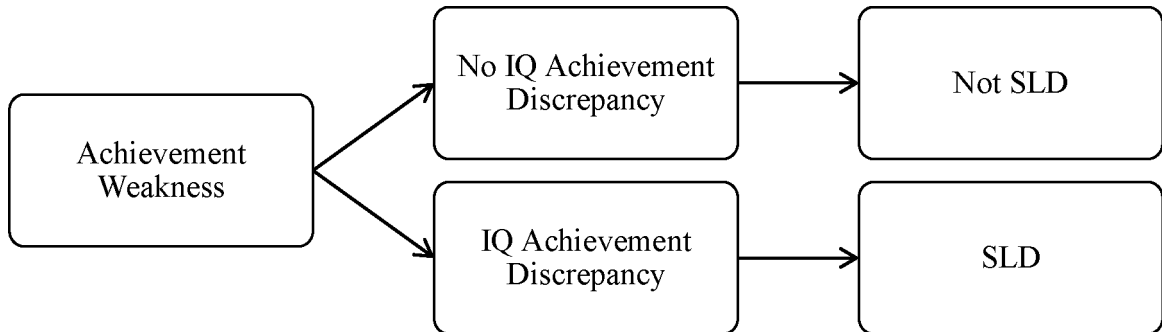 Achievement
Weakness
No IQ Achievement
Discrepancy
Not SLD
IQ Achievement
Discrepancy
SLD